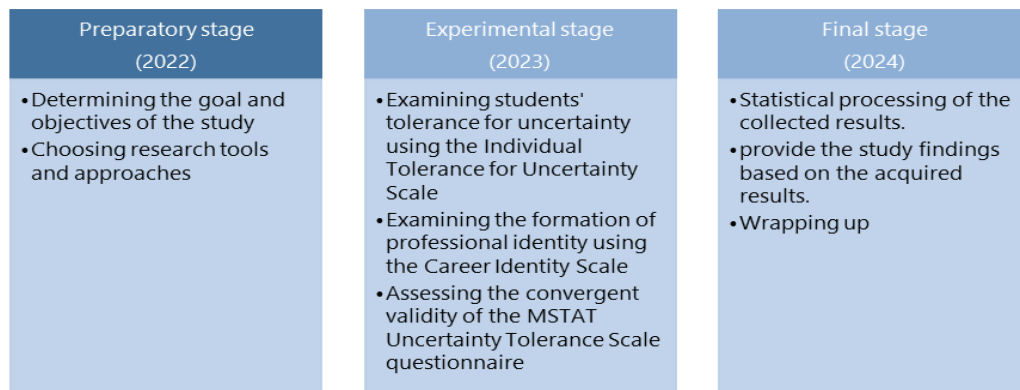 Preparatory stage
(2022)
•Determining the goal and
objectives of the study
•Choosing research tools
and approaches
Experimental stage
(2023)
•Examining students'
tolerance for uncertainty
using the Individual
Tolerance for Uncertainty
Scale
•Examining the formation of
professional identity using
the Career Identity Scale
•Assessing the convergent
validity of the MSTAT
Uncertainty Tolerance Scale
questionnaire
Final stage
(2024)
•Statistical processing of the
collected results.
•provide the study findings
based on the acquired
results.
•Wrapping up